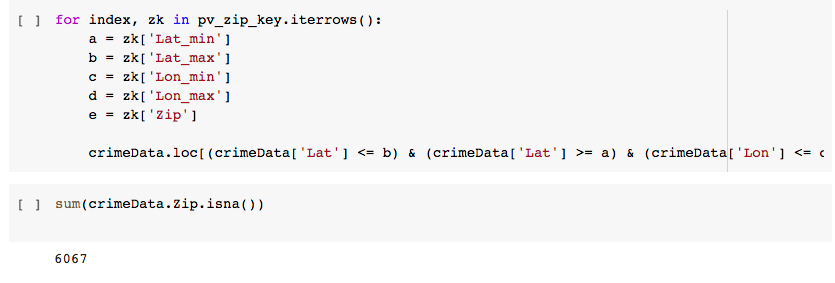 [ ] for index, zk in pv_zip_key.iterrows():
a = zk['Lat_min']
b = zk['Lat_max']
c = zk['Lon_min']
d = zk['Lon_max']
e = zk['Zip']
crimeData.loc[(crimeData['Lat'] <= b) & (crimeData['Lat'] >= a) & (crimeData['Lon'] <=
[ ] sum(crimeData.Zip.isna())
6067